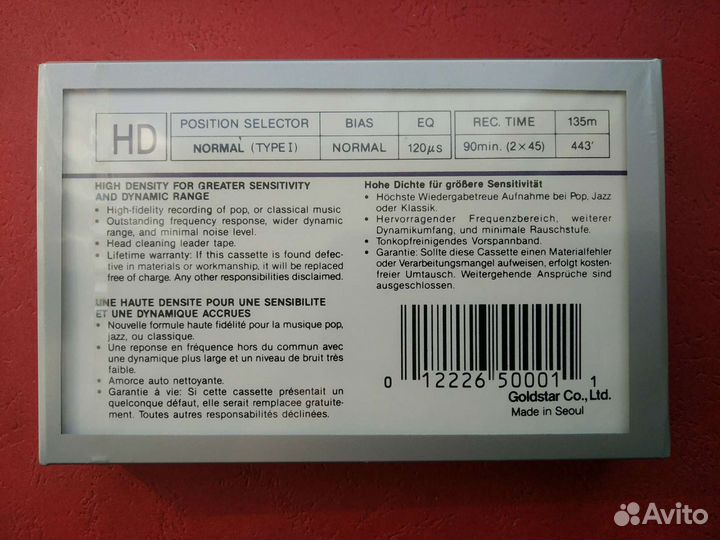 HD
POSITION SELECTOR BIAS EQ REC. TIME 135m
NORMAL (TYPE I) NORMAL 120µs 90min. (2×45) 443'
HIGH DENSITY FOR GREATER SENSITIVITY
AND DYNAMIC RANGE
• High-fidelity recording of pop, or classical music
• Outstanding frequency response, wider dynamic
range, and minimal noise level.
• Head cleaning leader tape.
• Lifetime warranty: If this cassette is found defec-
tive in materials or workmanship, it will be replaced
free of charge. Any other responsibilities disclaimed.
UNE HAUTE DENSITE POUR UNE SENSIBILITE
ET UNE DYNAMIQUE ACCRUES
• Nouvelle formule haute fidélité pour la musique pop,
jazz, ou classique.
• Une reponse en fréquence hors du commun avec
une dynamique plus large et un niveau de bruit très
faible.
• Amorce auto nettoyante.
• Garantie à vie: Si cette cassette présentait un
quelconque défaut, elle serait remplacee gratuite-
ment. Toutes autres responsabilités déclinées.
Hohe Dichte für größere Sensitivität
• Höchste Wiedergabetreue Aufnahme bei Pop, Jazz
oder Klassik.
• Hervorragender Frequenzbereich, weiterer
Dynamikumfang, und minimale Rauschstufe.
• Tonkopfreinigendes Vorspannband.
• Garantie: Sollte diese Cassette einen Materialfehler
oder Verarbeitungsmangel aufweisen, erfolgt kosten-
freier Umtausch. Weitergehende Ansprüche sind
ausgeschlossen.
0 12226 50001 1
Goldstar Co., Ltd.
Made in Seoul
Avito